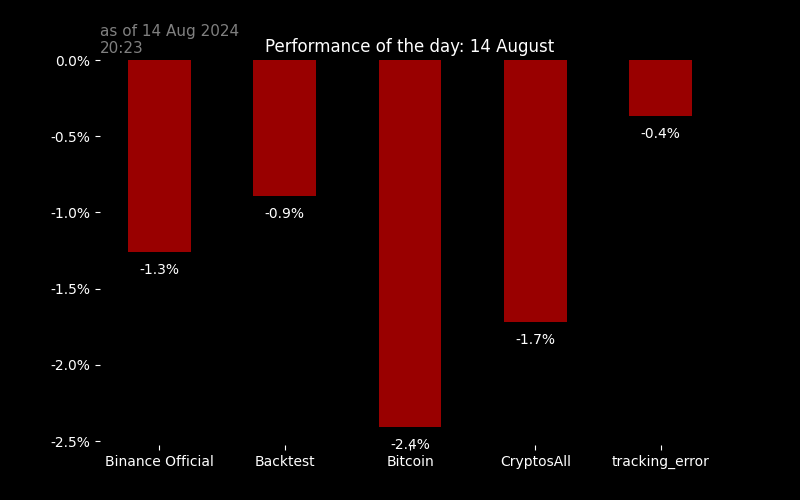 as of 14 Aug 2024
20:23
Performance of the day: 14 August
0.0%
-0.5%
-1.0%
-1.5%
-2.0%
-2.5%
-1.3%
-0.9%
-2.4%
-1.7%
-0.4%
Binance Official
Backtest
Bitcoin
CryptosAll
tracking_error